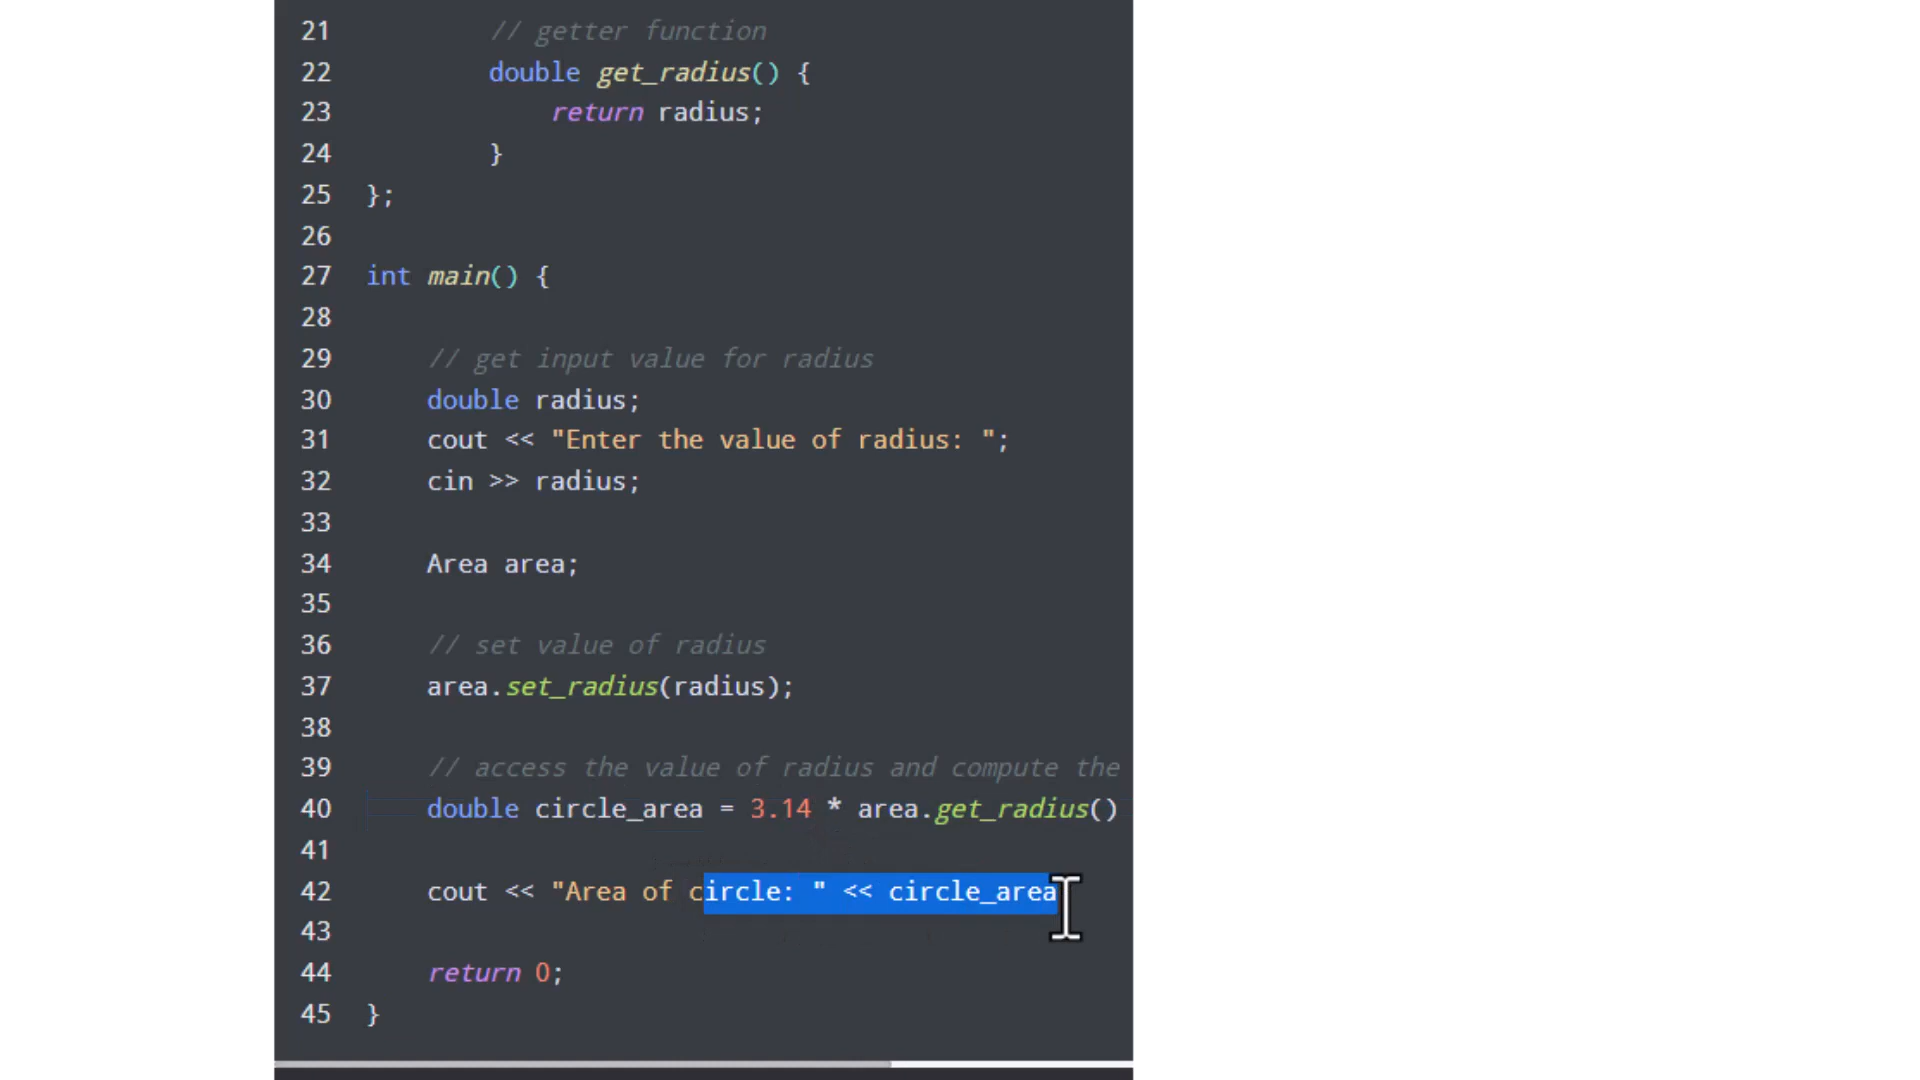 21 // getter function
22 double get_radius() {
23 return radius;
24 }
25 };
26
27 int main() {
28
29 // get input value for radius
30 double radius;
31 cout << "Enter the value of radius: ";
32 cin >> radius;
33
34 Area area;
35
36 // set value of radius
37 area.set_radius(radius);
38
39 // access the value of radius and compute the
40 double circle_area = 3.14 * area.get_radius()
41
42 cout << "Area of circle: " << circle_area
43
44 return 0;
45 }